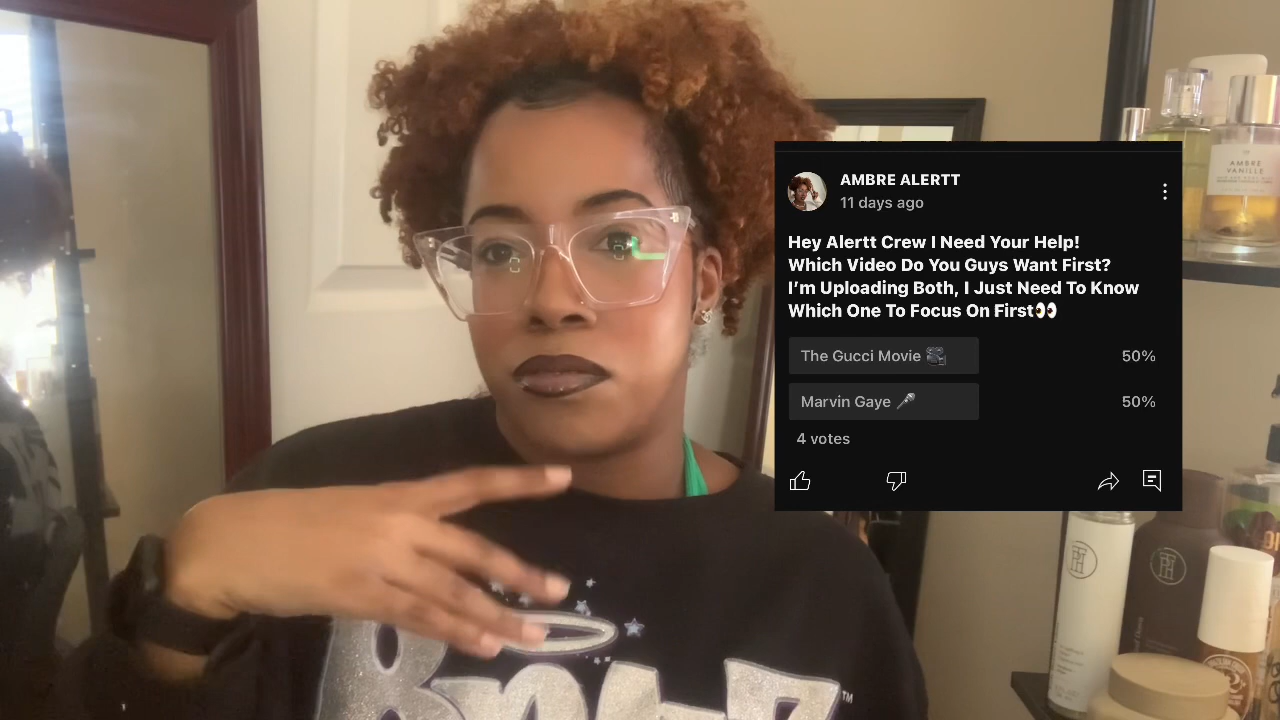 AMBRE ALERTT
11 days ago
Hey Alertt Crew I Need Your Help!
Which Video Do You Guys Want First?
I’m Uploading Both, I Just Need To Know
Which One To Focus On First👀
The Gucci Movie 🎥 50%
Marvin Gaye 🎤 50%
4 votes
AMBRE
VANILLE
Bratz
TM